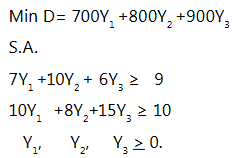 Min D= 700Y₁ +800Y₂ +900Y₃
S.A.
7Y₁ +10Y₂ + 6Y₃ ≥ 9
10Y₁ +8Y₂+15Y₃ ≥ 10
Y₁, Y₂, Y₃ ≥ 0.